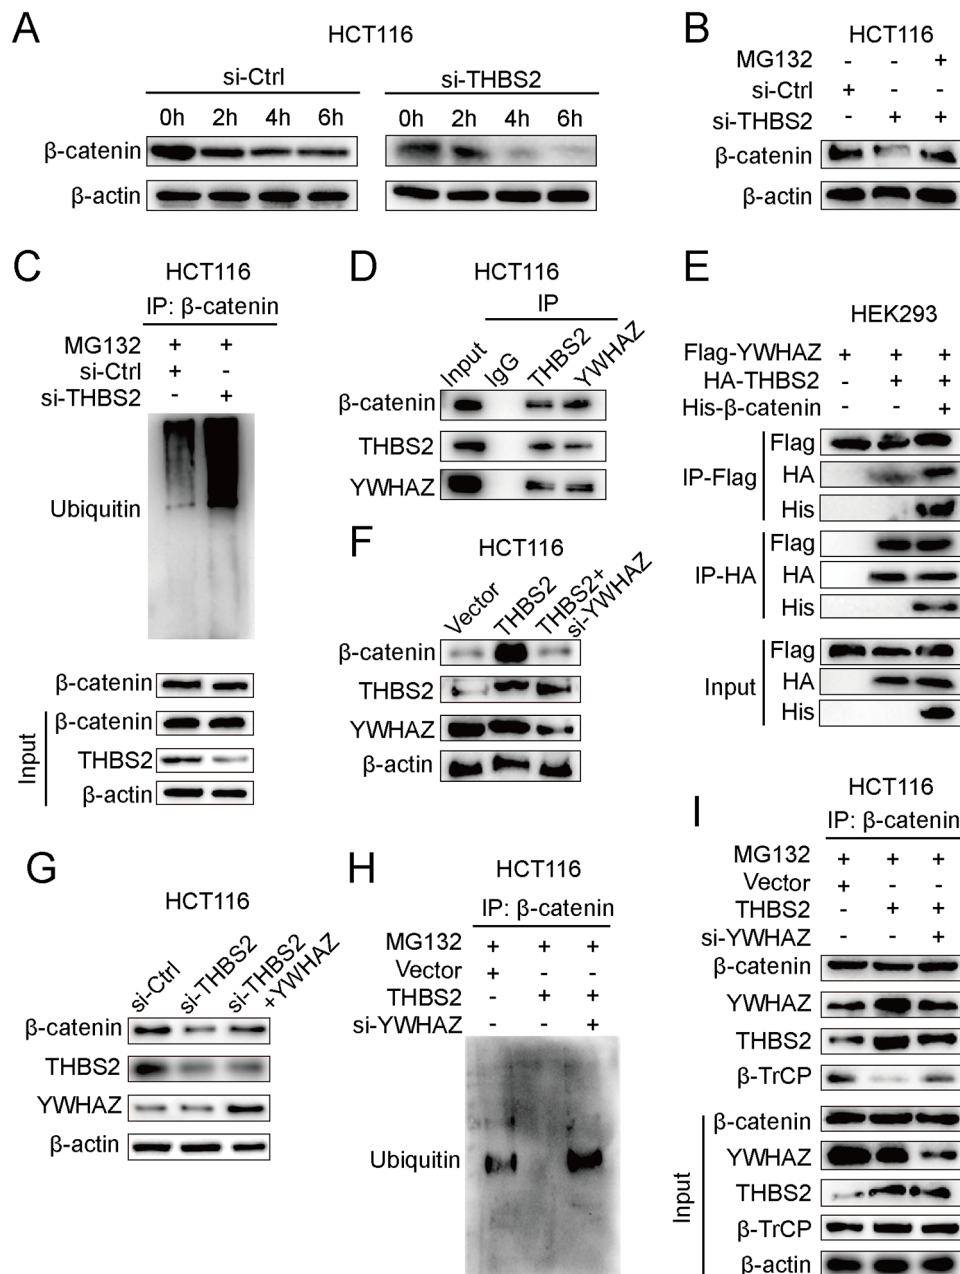 A
HCT116
si-Ctrl
si-THBS2
0h 2h 4h 6h
0h 2h 4h 6h
β-catenin
β-actin
B
HCT116
MG132 - - +
si-Ctrl + - -
si-THBS2 - + +
β-catenin
β-actin
C
HCT116
IP: β-catenin
MG132 + +
si-Ctrl + -
si-THBS2 - +
Ubiquitin
β-catenin
Input
β-catenin
THBS2
β-actin
D
HCT116
IP
Input IgG THBS2 YWHAZ
β-catenin
THBS2
YWHAZ
E
HEK293
Flag-YWHAZ + + +
HA-THBS2 - + +
His-β-catenin - - +
IP-Flag
Flag
HA
His
IP-HA
Flag
HA
His
Input
Flag
HA
His
F
HCT116
Vector THBS2 THBS2+
si-YWHAZ
β-catenin
THBS2
YWHAZ
β-actin
G
HCT116
si-Ctrl si-THBS2 si-THBS2
+YWHAZ
β-catenin
THBS2
YWHAZ
β-actin
H
HCT116
IP: β-catenin
MG132 + + +
Vector + - -
THBS2 - + +
si-YWHAZ - - +
Ubiquitin
I
HCT116
IP: β-catenin
MG132 + + +
Vector + - -
THBS2 - + +
si-YWHAZ - - +
β-catenin
YWHAZ
THBS2
β-TrCP
Input
β-catenin
YWHAZ
THBS2
β-TrCP
β-actin